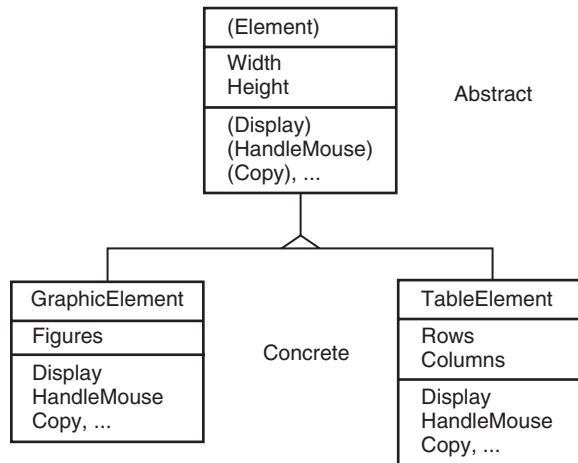 (Element)
Width
Height
Abstract
(Display)
(HandleMouse)
(Copy), ...
GraphicElement
Figures
Display
HandleMouse
Copy, ...
Concrete
TableElement
Rows
Columns
Display
HandleMouse
Copy, ...